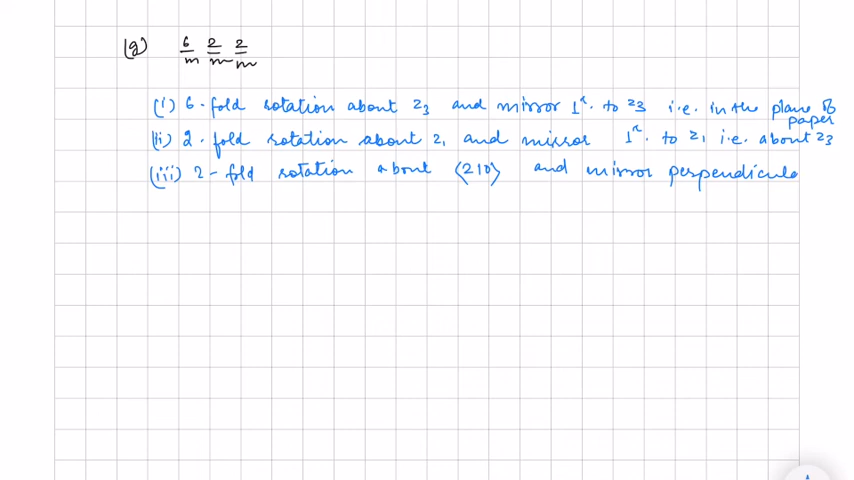 (g) 6/m 2/m 2/m
(i) 6-fold rotation about z3 and mirror ⊥r. to z3 i.e. in the plane of paper
(ii) 2-fold rotation about z1 and mirror ⊥r. to z1 i.e. about z3
(iii) 2-fold rotation about ⟨210⟩ and mirror perpendicula